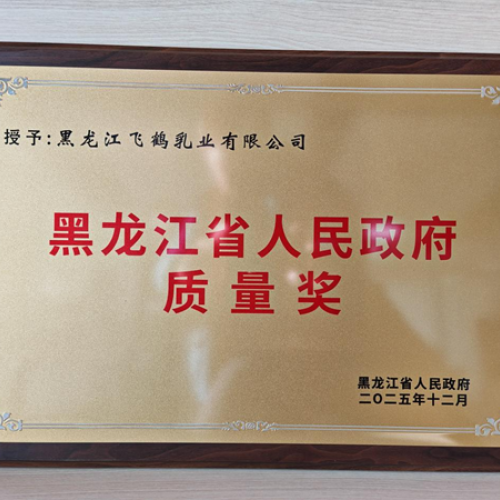 授予:黑龙江飞鹤乳业有限公司
黑龙江省人民政府
质量奖
黑龙江省人民政府
二〇二五年十二月